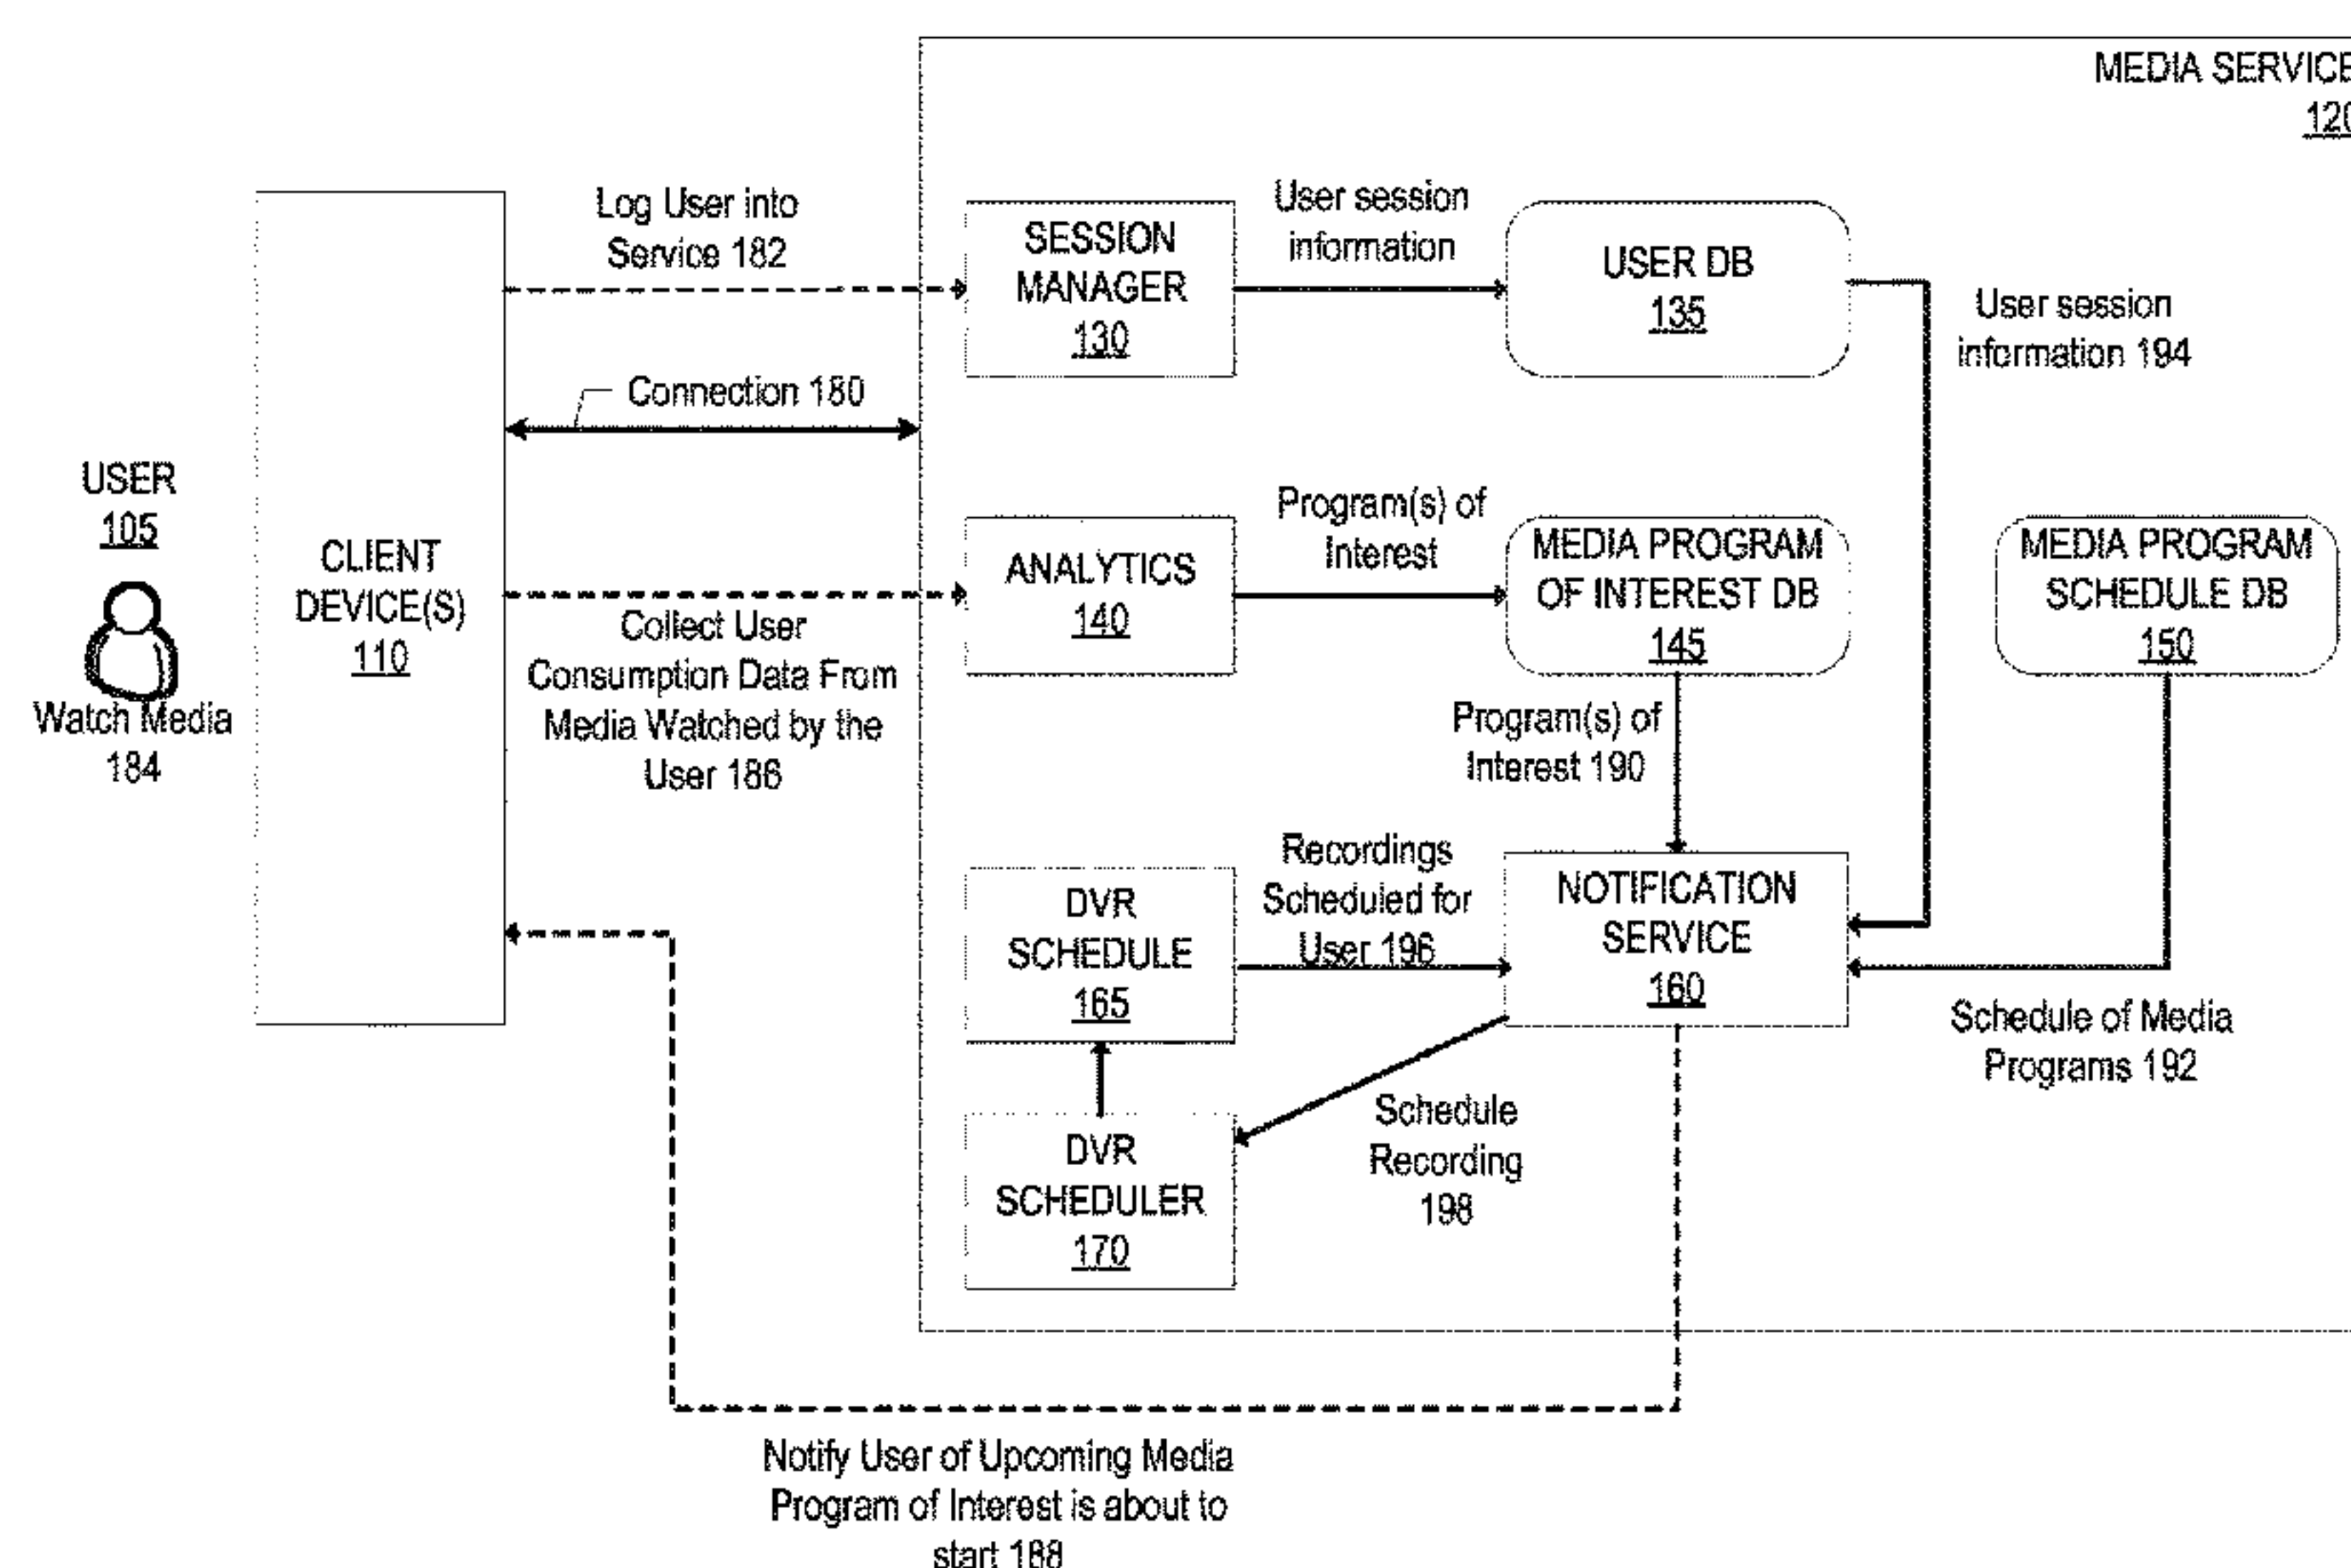 MEDIA SERVICE
120
Log User into
Service 182
SESSION
MANAGER
130
User session
information
USER DB
135
User session
information 194
Connection 180
USER
105
Watch Media
184
CLIENT
DEVICE(S)
110
Collect User
Consumption Data From
Media Watched by the
User 186
ANALYTICS
140
Program(s) of
Interest
MEDIA PROGRAM
OF INTEREST DB
145
MEDIA PROGRAM
SCHEDULE DB
150
Program(s) of
Interest 190
DVR
SCHEDULE
165
Recordings
Scheduled for
User 196
NOTIFICATION
SERVICE
160
Schedule of Media
Programs 192
DVR
SCHEDULER
170
Schedule
Recording
198
Notify User of Upcoming Media
Program of Interest is about to
start 188